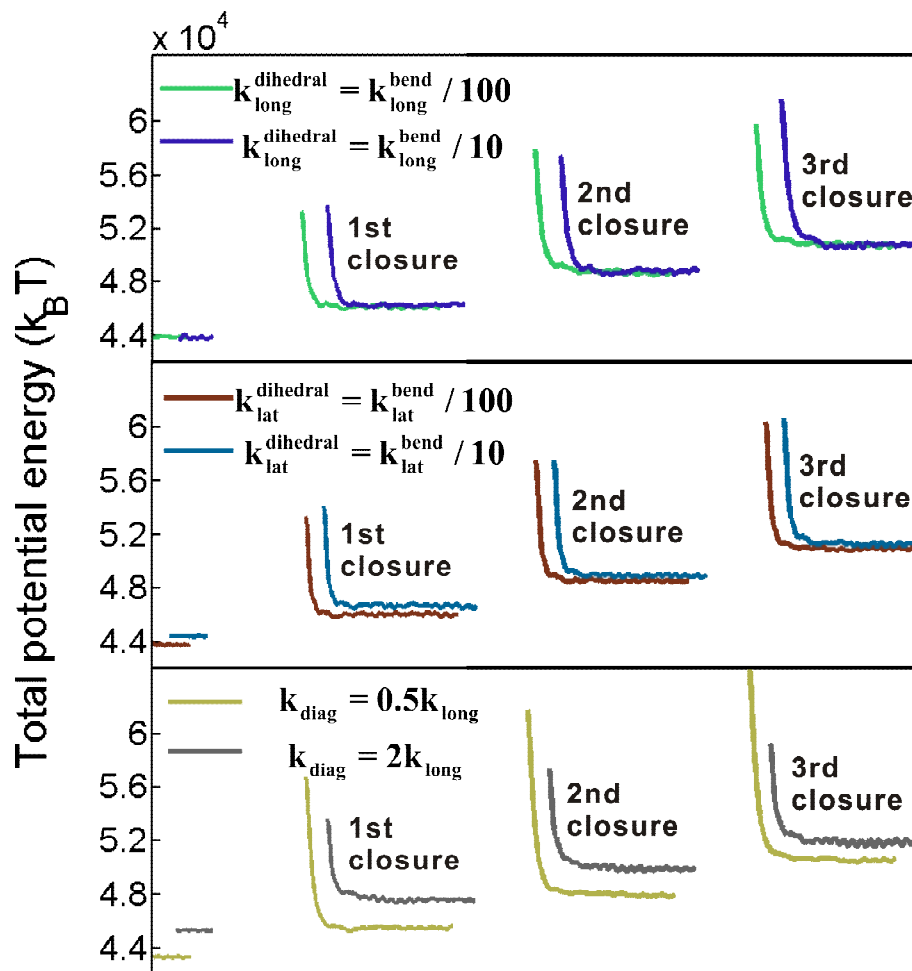 x 10^4
Total potential energy (k_B T)
k_long^dihedral = k_long^bend / 100
k_long^dihedral = k_long^bend / 10
1st
closure
2nd
closure
3rd
closure
6
5.6
5.2
4.8
4.4
k_lat^dihedral = k_lat^bend / 100
k_lat^dihedral = k_lat^bend / 10
1st
closure
2nd
closure
3rd
closure
6
5.6
5.2
4.8
4.4
k_diag = 0.5k_long
k_diag = 2k_long
1st
closure
2nd
closure
3rd
closure
6
5.6
5.2
4.8
4.4